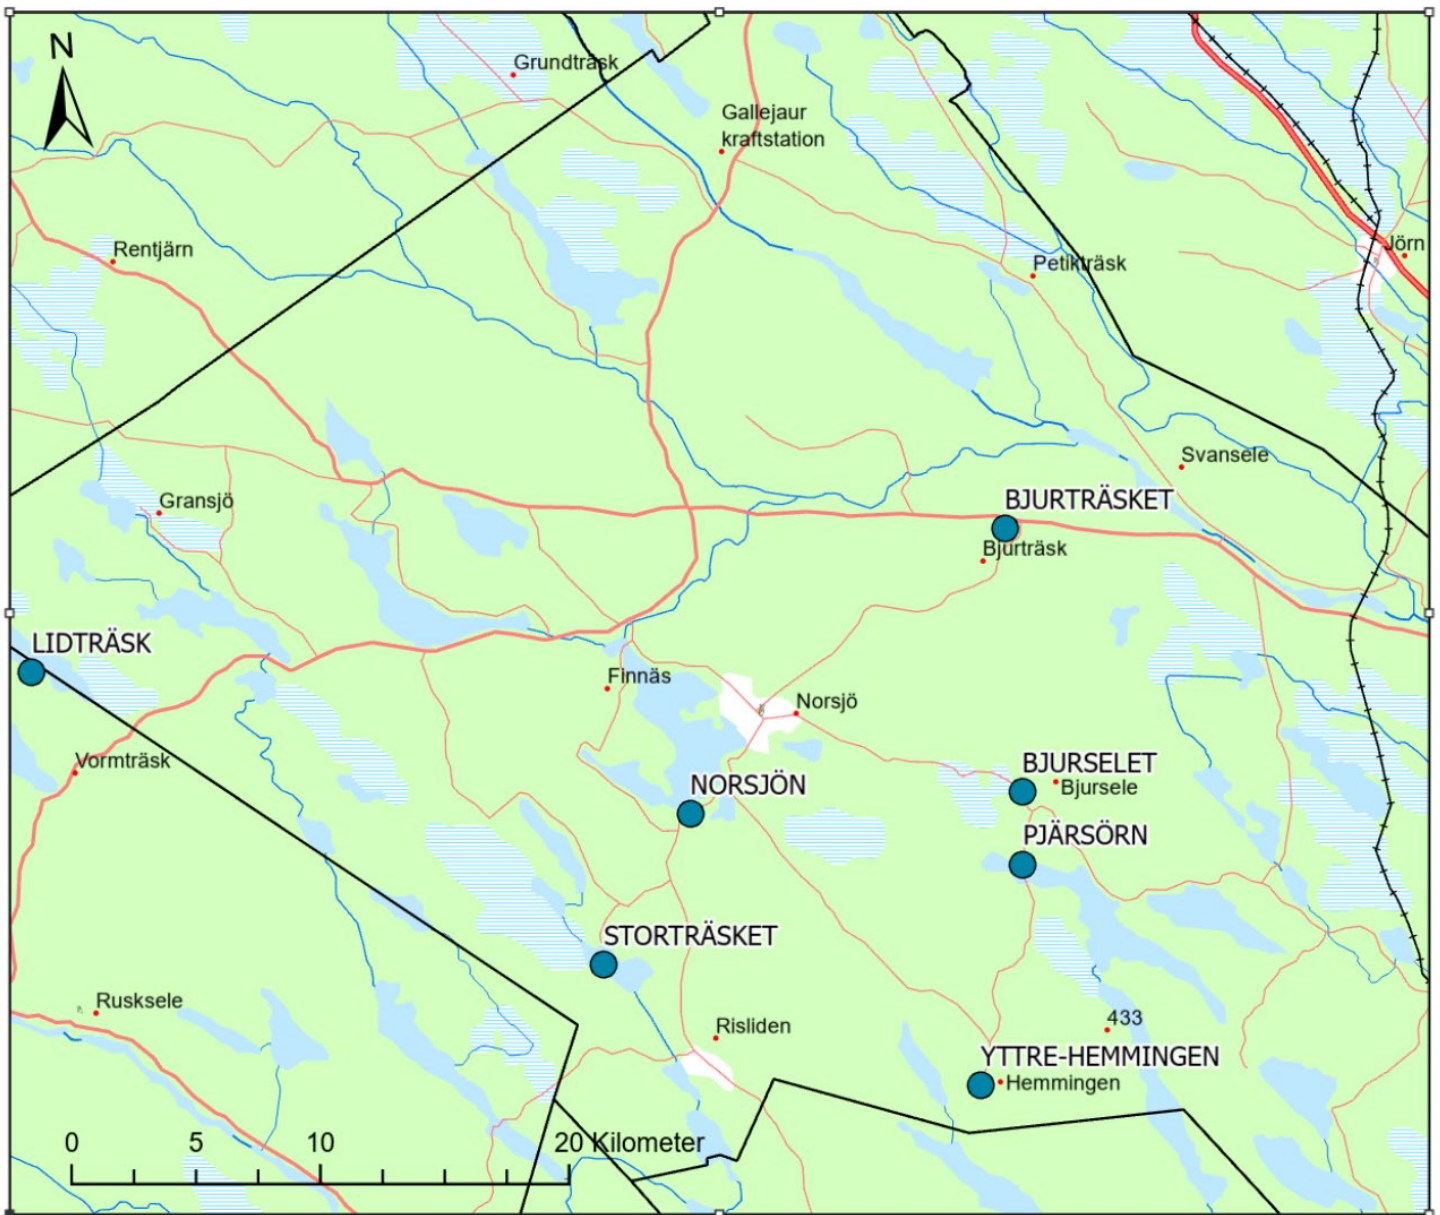 N
Grundträsk
Gallejaur
kraftstation
Jörn
Rentjärn
Petikträsk
Svansele
Gransjö
BJURTRÄSKET
Bjurträsk
LIDTRÄSK
Finnäs
Norsjö
Vormträsk
BJURSELET
Bjursele
NORSJÖN
PJÄRSÖRN
STORTRÄSKET
Rusksele
Risliden
433
YTTRE-HEMMINGEN
Hemmingen
0 5 10 20 Kilometer